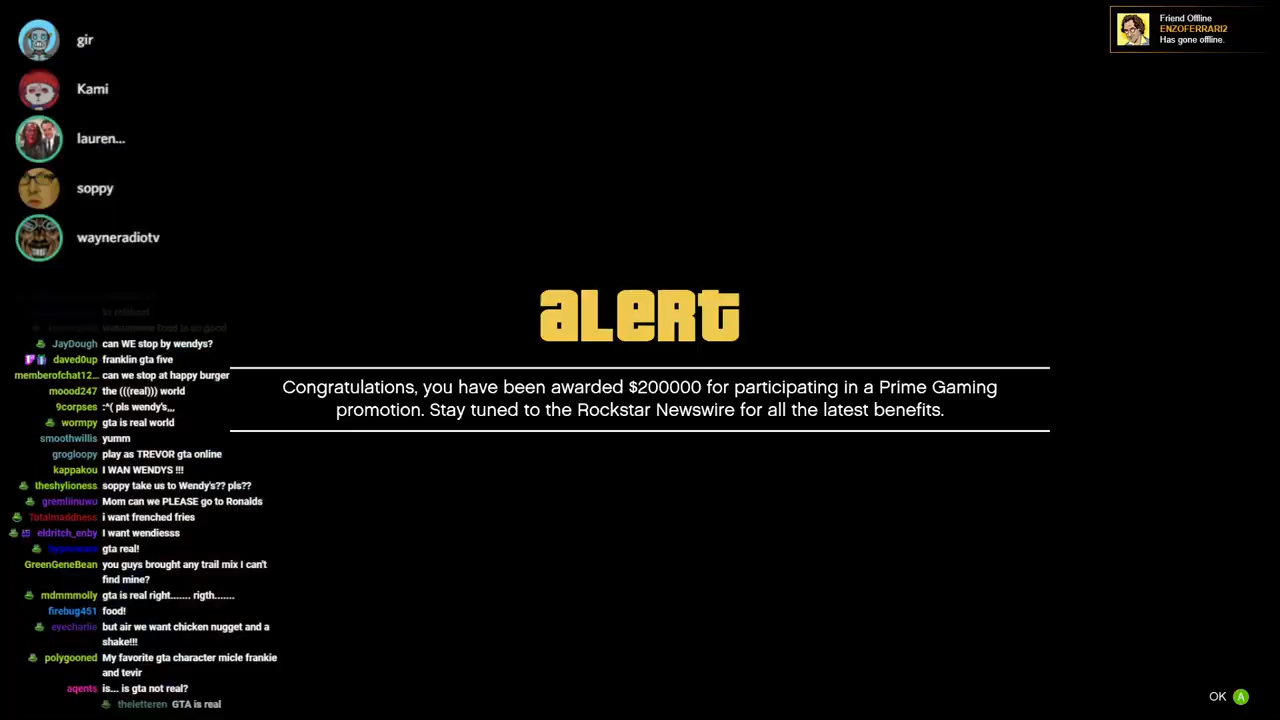 gir
Friend Offline
ENZOFERRARI2
Has gone offline.
Kami
lauren...
soppy
wayneradiotv
alert
Congratulations, you have been awarded $200000 for participating in a Prime Gaming
promotion. Stay tuned to the Rockstar Newswire for all the latest benefits.
food is so good
JayDough can WE stop by wendys?
daved0up franklin gta five
memberofchat12... can we stop at happy burger
moood247 the (((real))) world
9corpses :^( pls wendy's,,,
wormpy gta is real world
smoothwillis yumm
grogloopy play as TREVOR gta online
kappakou I WAN WENDYS !!!
theshylioness soppy take us to Wendy's?? pls??
gremliinuwu Mom can we PLEASE go to Ronalds
Totalmaddness i want frenched fries
eldritch_enby I want wendiesss
gta real!
GreenGeneBean you guys brought any trail mix I can't
find mine?
mdmmmolly gta is real right....... rigth.......
firebug451 food!
eyecharlie but air we want chicken nugget and a
shake!!!
polygooned My favorite gta character micle frankie
and tevir
aqents is... is gta not real?
theletteren GTA is real
OK A